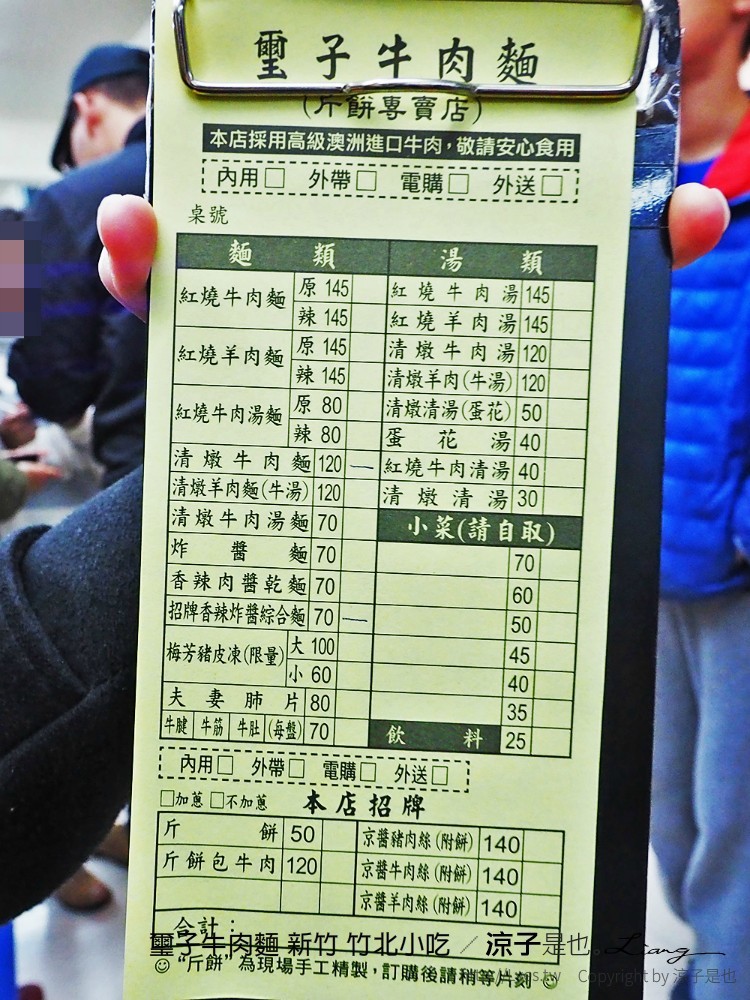 璽子牛肉麵
(斤餅專賣店)
本店採用高級澳洲進口牛肉，敬請安心食用
內用□ 外帶□ 電購□ 外送□
桌號
麵類 湯類
紅燒牛肉麵 原 145 紅燒牛肉湯 145
辣 145 紅燒羊肉湯 145
紅燒羊肉麵 原 145 清燉牛肉湯 120
辣 145 清燉羊肉(牛湯) 120
紅燒牛肉湯麵 原 80 清燉清湯(蛋花) 50
辣 80 蛋花湯 40
清燉牛肉麵 120 — 紅燒牛肉清湯 40
清燉羊肉麵(牛湯) 120 清燉清湯 30
清燉牛肉湯麵 70 小菜(請自取)
炸醬麵 70 70
香辣肉醬乾麵 70 60
招牌香辣炸醬綜合麵 70 — 50
梅芳豬皮凍(限量) 大 100 45
小 60 40
夫妻肺片 80 35
牛腱 牛筋 牛肚 (每盤) 70 飲料 25
內用□ 外帶□ 電購□ 外送□
□加蔥 □不加蔥 本店招牌
斤餅 50 京醬豬肉絲(附餅) 140
斤餅包牛肉 120 京醬牛肉絲(附餅) 140
京醬羊肉絲(附餅) 140
合計：
璽子牛肉麵 新竹 竹北小吃 ／ 涼子是也。Liang
☺“斤餅”為現場手工精製，訂購後請稍等片刻☺
Copyright by 涼子是也